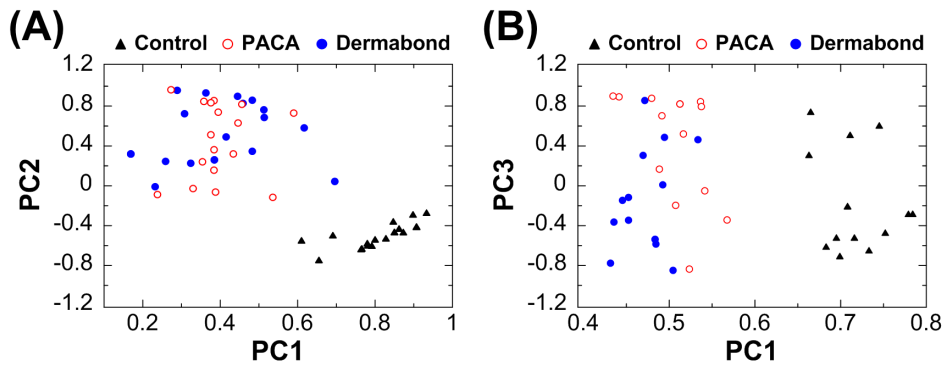 (A)
Control PACA Dermabond
1.2
0.8
0.4
0
-0.4
-0.8
-1.2
PC2
0.2 0.4 0.6 0.8 1
PC1
(B)
Control PACA Dermabond
1.2
0.8
0.4
0
-0.4
-0.8
-1.2
PC3
0.4 0.5 0.6 0.7 0.8
PC1